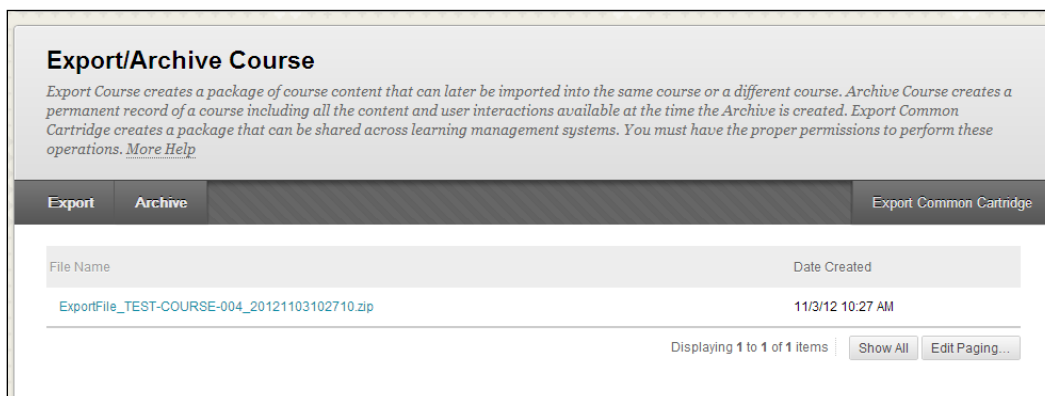 Export/Archive Course
Export Course creates a package of course content that can later be imported into the same course or a different course. Archive Course creates a
permanent record of a course including all the content and user interactions available at the time the Archive is created. Export Common
Cartridge creates a package that can be shared across learning management systems. You must have the proper permissions to perform these
operations. More Help
Export Archive Export Common Cartridge
File Name Date Created
ExportFile_TEST-COURSE-004_20121103102710.zip 11/3/12 10:27 AM
Displaying 1 to 1 of 1 items Show All Edit Paging...